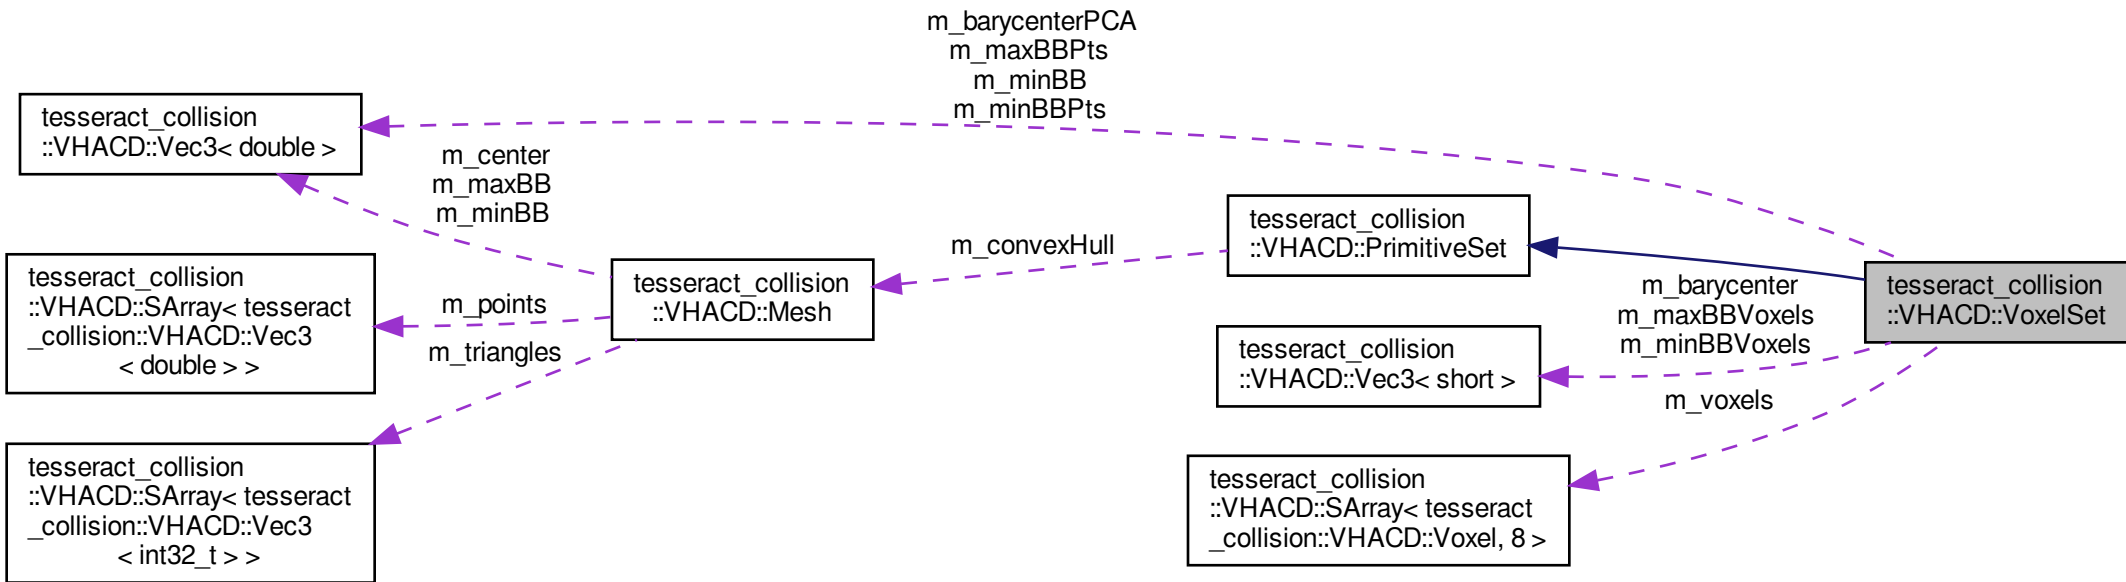 m_barycenterPCA
m_maxBBPts
m_minBB
m_minBBPts
tesseract_collision
::VHACD::Vec3< double >
m_center
m_maxBB
m_minBB
tesseract_collision
::VHACD::PrimitiveSet
m_convexHull
tesseract_collision
::VHACD::SArray< tesseract
_collision::VHACD::Vec3
< double > >
m_points
m_triangles
tesseract_collision
::VHACD::Mesh
m_barycenter
m_maxBBVoxels
m_minBBVoxels
tesseract_collision
::VHACD::VoxelSet
tesseract_collision
::VHACD::Vec3< short >
m_voxels
tesseract_collision
::VHACD::SArray< tesseract
_collision::VHACD::Vec3
< int32_t > >
tesseract_collision
::VHACD::SArray< tesseract
_collision::VHACD::Voxel, 8 >